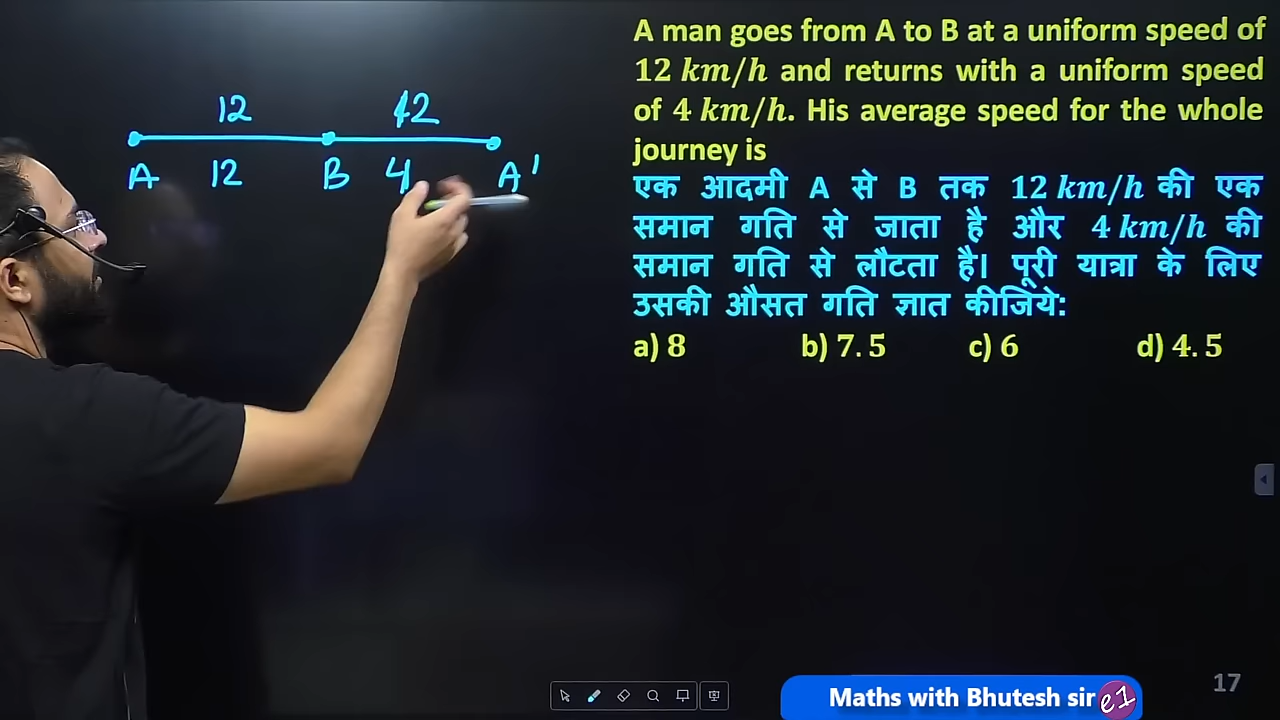 12 42
A 12 B 4 A'
A man goes from A to B at a uniform speed of
12 km/h and returns with a uniform speed
of 4 km/h. His average speed for the whole
journey is
एक आदमी A से B तक 12 km/h की एक
समान गति से जाता है और 4 km/h की
समान गति से लौटता है। पूरी यात्रा के लिए
उसकी औसत गति ज्ञात कीजिये:
a) 8 b) 7.5 c) 6 d) 4.5
Maths with Bhutesh sir e1
17